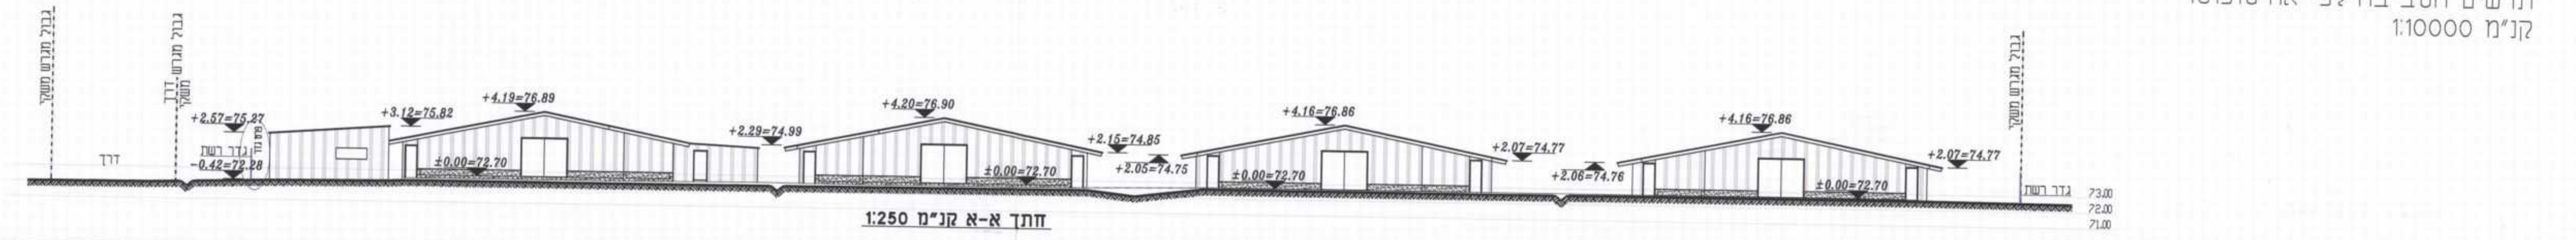 קנ"מ 1:10000
גבול מגרש משקי
גבול מגרש משקי
דרך
גבול מגרש משקי
דרך
+2.57=75.27
גדר רשת
-0.42=72.28
+3.12=75.82
+4.19=76.89
±0.00=72.70
+2.29=74.99
+4.20=76.90
±0.00=72.70
+2.15=74.85
+2.05=74.75
+4.16=76.86
±0.00=72.70
+2.07=74.77
+2.06=74.76
+4.16=76.86
±0.00=72.70
+2.07=74.77
גדר רשת
73.00
72.00
71.00
חתך א-א קנ"מ 1:250